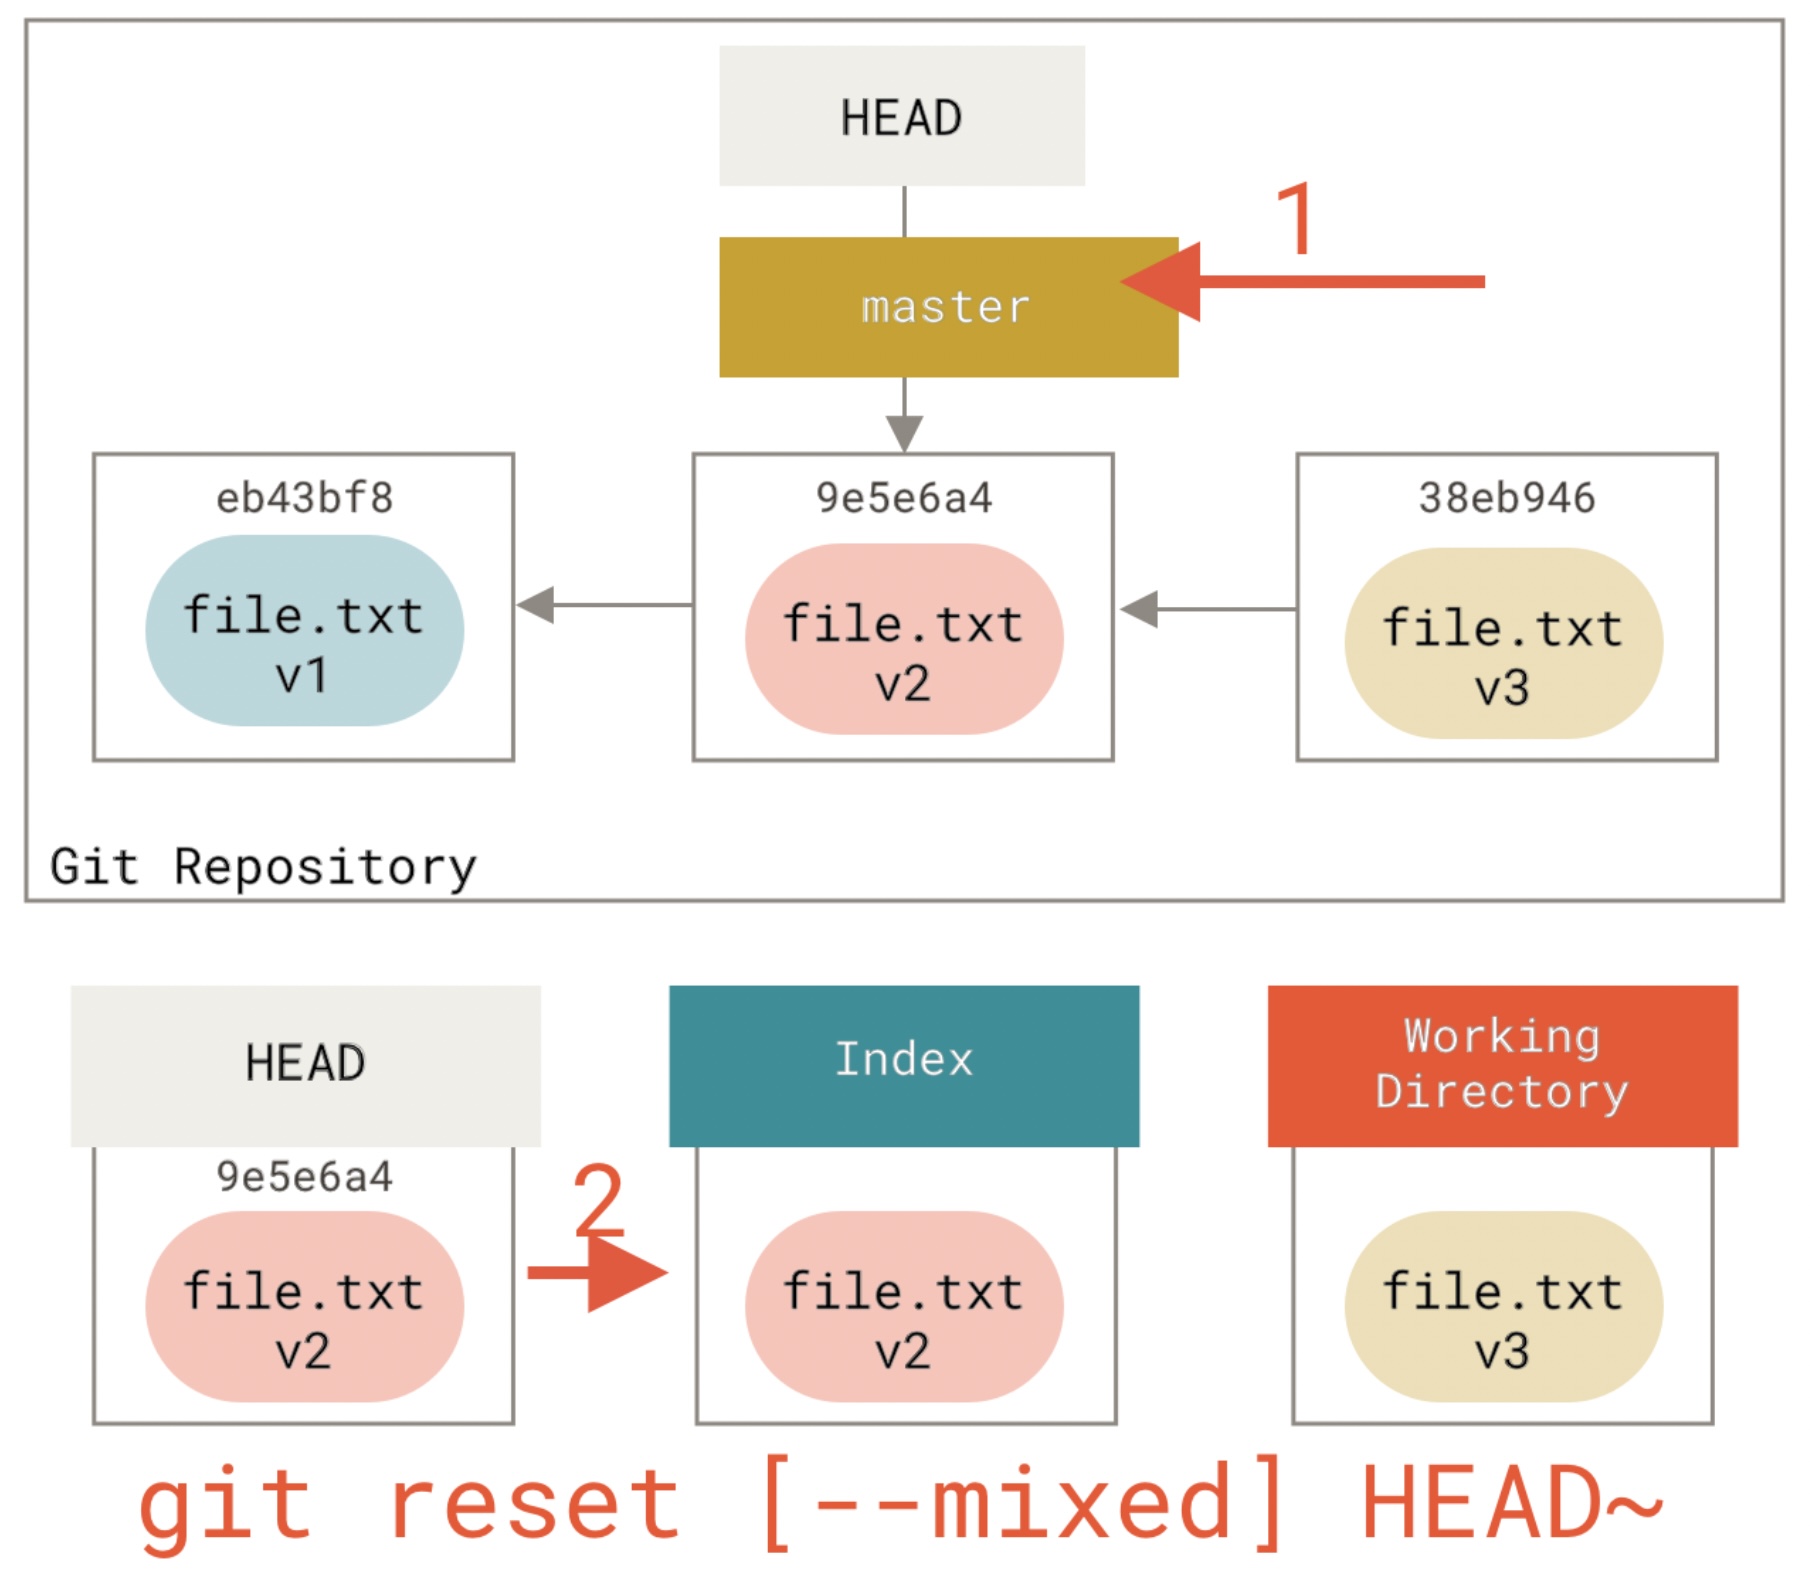 HEAD
1
master
eb43bf8
file.txt
v1
9e5e6a4
file.txt
v2
38eb946
file.txt
v3
Git Repository
HEAD
9e5e6a4
file.txt
v2
2
Index
file.txt
v2
Working
Directory
file.txt
v3
git reset [--mixed] HEAD~